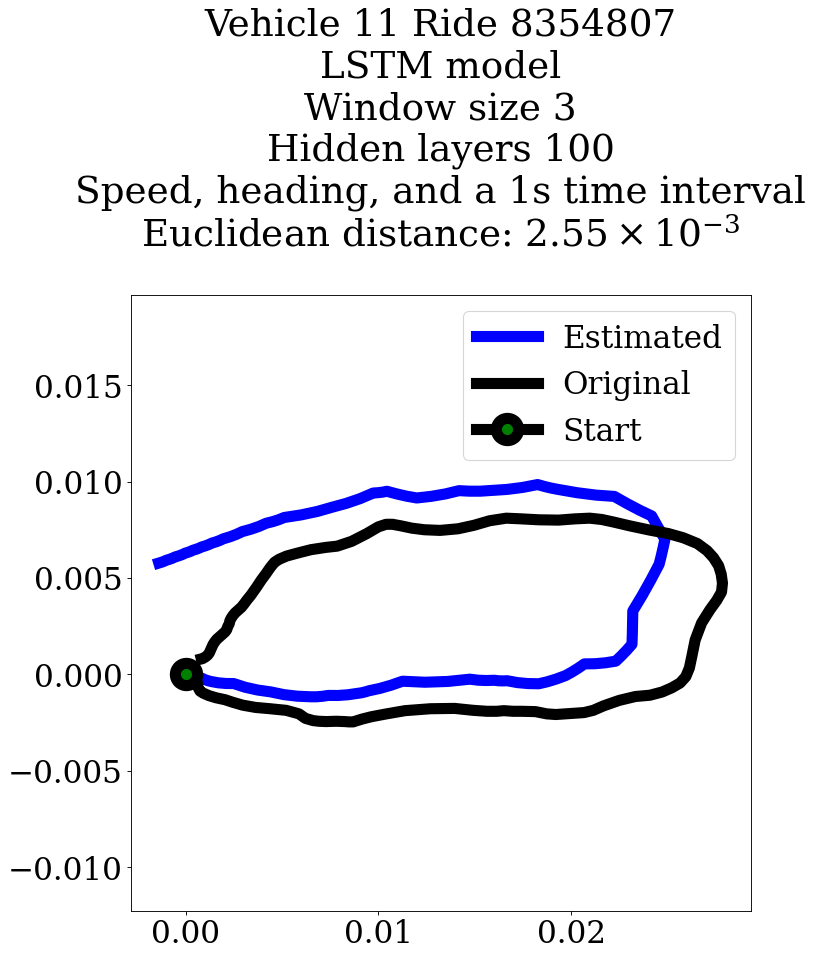 Vehicle 11 Ride 8354807
LSTM model
Window size 3
Hidden layers 100
Speed, heading, and a 1s time interval
Euclidean distance: 2.55 × 10⁻³
Estimated
Original
Start
0.015
0.010
0.005
0.000
−0.005
−0.010
0.00 0.01 0.02